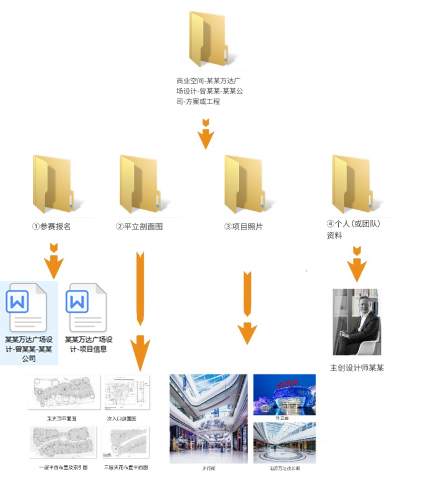 商业空间-某某万达广
场设计-曾某某-某某公
司-方案或工程
①参赛报名
②平立剖面图
③项目照片
④个人(或团队)
资料
某某万达广场设
计-曾某某-某某
公司
某某万达广场设
计-项目信息
主创设计师某某
步行街